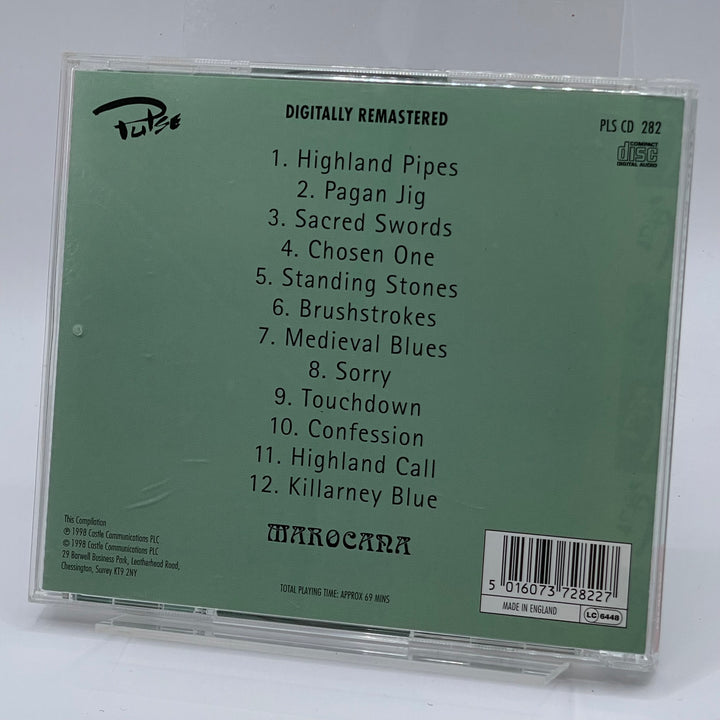 Pulse
DIGITALLY REMASTERED
PLS CD 282
COMPACT
disc
DIGITAL AUDIO
1. Highland Pipes
2. Pagan Jig
3. Sacred Swords
4. Chosen One
5. Standing Stones
6. Brushstrokes
7. Medieval Blues
8. Sorry
9. Touchdown
10. Confession
11. Highland Call
12. Killarney Blue
MAROCANA
This Compilation
℗ 1998 Castle Communications PLC
© 1998 Castle Communications PLC
29 Barwell Business Park, Leatherhead Road,
Chessington, Surrey KT9 2NY
TOTAL PLAYING TIME: APPROX 69 MINS
5 016073 728227
MADE IN ENGLAND
LC 6448